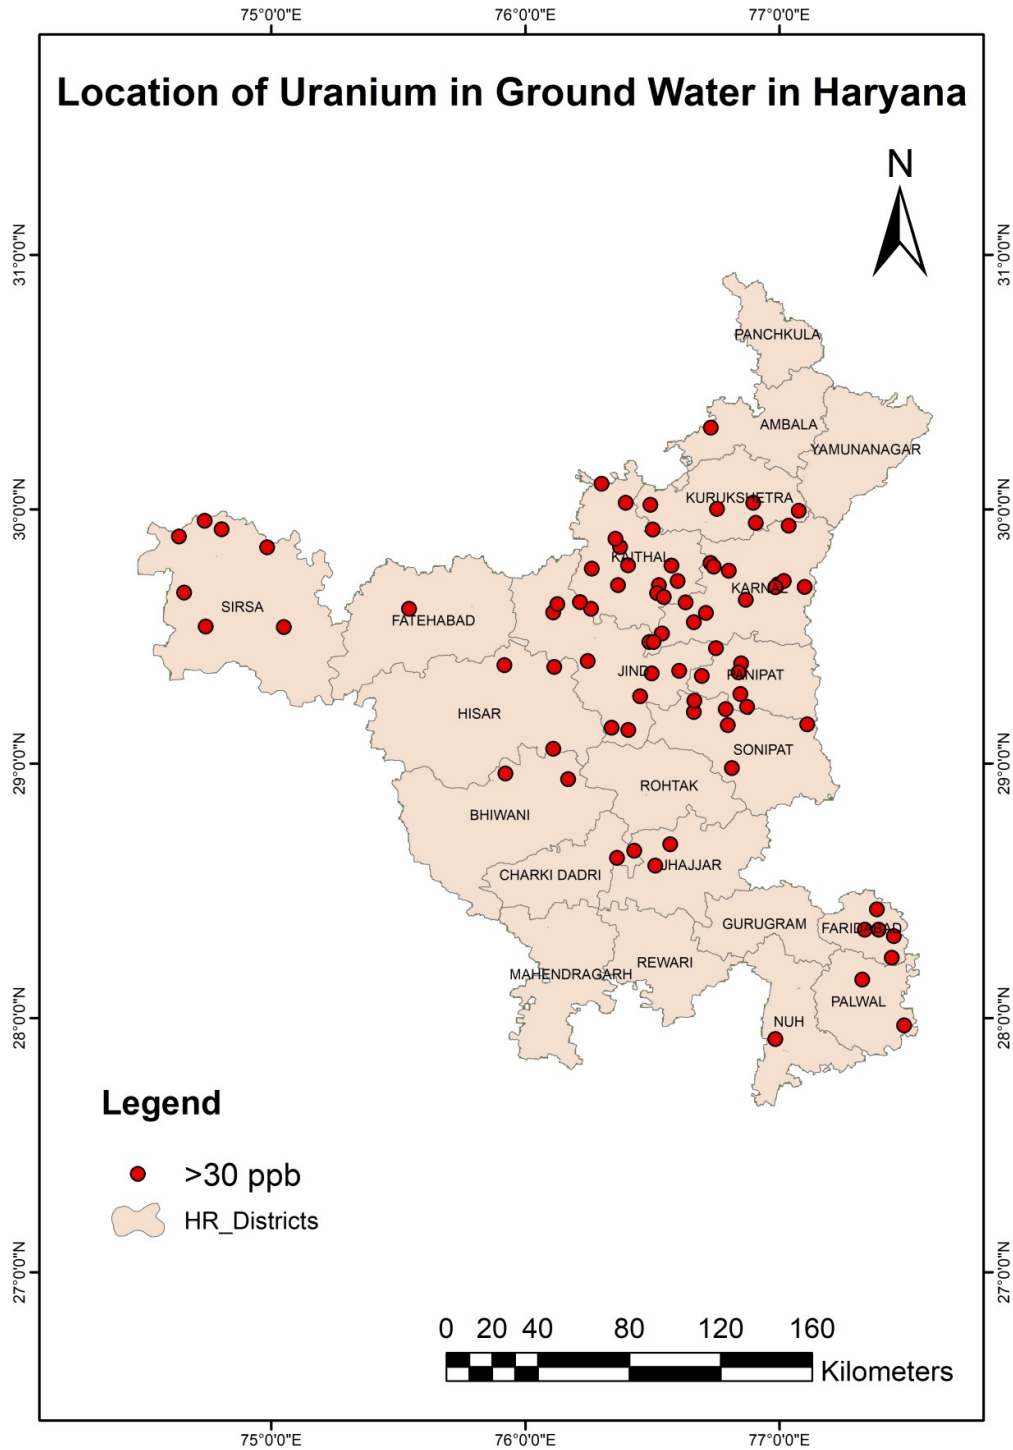 75°0'0"E 76°0'0"E 77°0'0"E
Location of Uranium in Ground Water in Haryana
N
31°0'0"N 31°0'0"N
PANCHKULA
AMBALA
YAMUNANAGAR
KURUKSHETRA
30°0'0"N 30°0'0"N
KAITHAL
KARNAL
SIRSA
FATEHABAD
JIND
PANIPAT
HISAR
SONIPAT
29°0'0"N 29°0'0"N
ROHTAK
BHIWANI
JHAJJAR
CHARKI DADRI
GURUGRAM
FARIDABAD
REWARI
MAHENDRAGARH
PALWAL
28°0'0"N 28°0'0"N
NUH
Legend
>30 ppb
HR_Districts
27°0'0"N 27°0'0"N
0 20 40 80 120 160
Kilometers
75°0'0"E 76°0'0"E 77°0'0"E